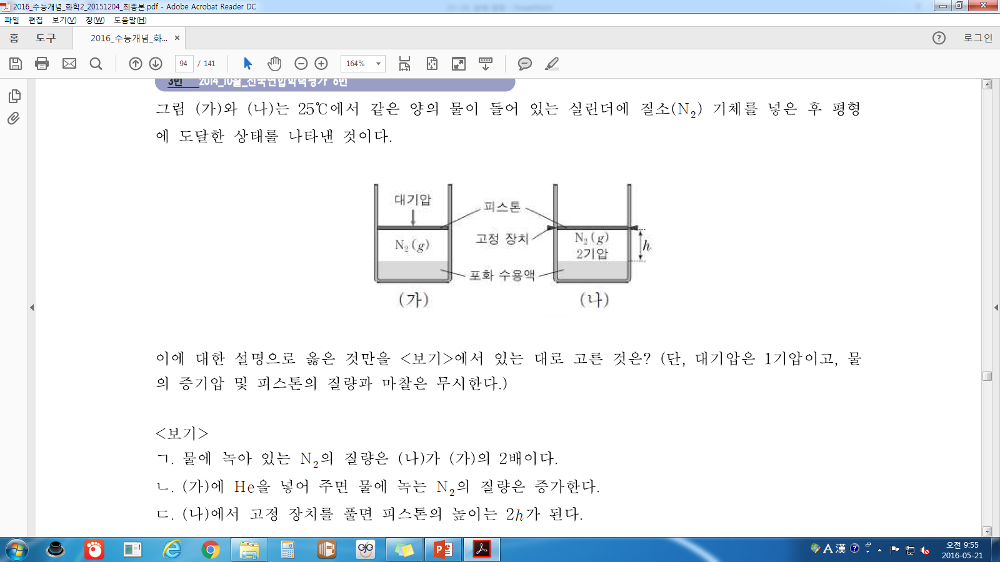 2016_수능개념_화학2_20151204_최종본.pdf - Adobe Acrobat Reader DC
파일 편집 보기(V) 창(W) 도움말(H)
홈 도구 2016_수능개념_화... × 로그인
94 / 141 164%
3번 2014_10월_전국연합학력평가 6번
그림 (가)와 (나)는 25℃에서 같은 양의 물이 들어 있는 실린더에 질소(N₂) 기체를 넣은 후 평형
에 도달한 상태를 나타낸 것이다.
대기압 피스톤
고정 장치
N₂(g) N₂(g)
2기압 h
포화 수용액
(가) (나)
이에 대한 설명으로 옳은 것만을 <보기>에서 있는 대로 고른 것은? (단, 대기압은 1기압이고, 물
의 증기압 및 피스톤의 질량과 마찰은 무시한다.)
<보기>
ㄱ. 물에 녹아 있는 N₂의 질량은 (나)가 (가)의 2배이다.
ㄴ. (가)에 He을 넣어 주면 물에 녹는 N₂의 질량은 증가한다.
ㄷ. (나)에서 고정 장치를 풀면 피스톤의 높이는 2h가 된다.
A 漢 오전 9:55
2016-05-21